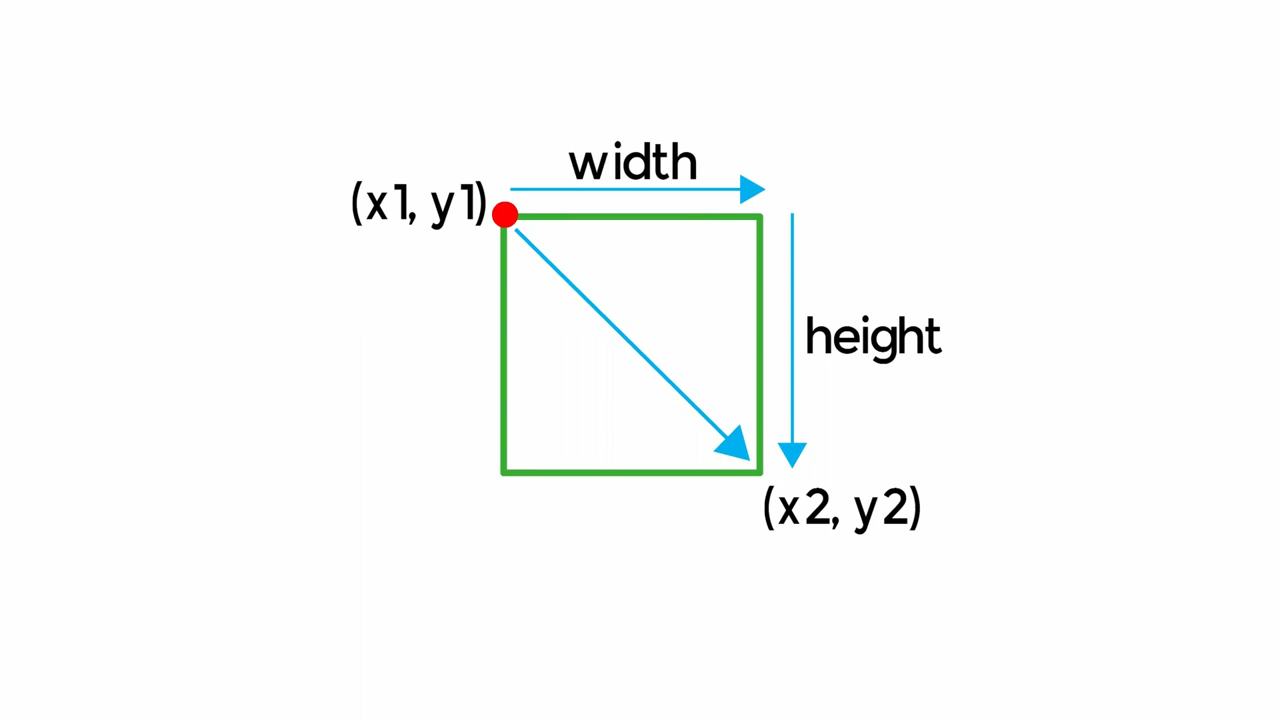 width
(x1, y1)
height
(x2, y2)